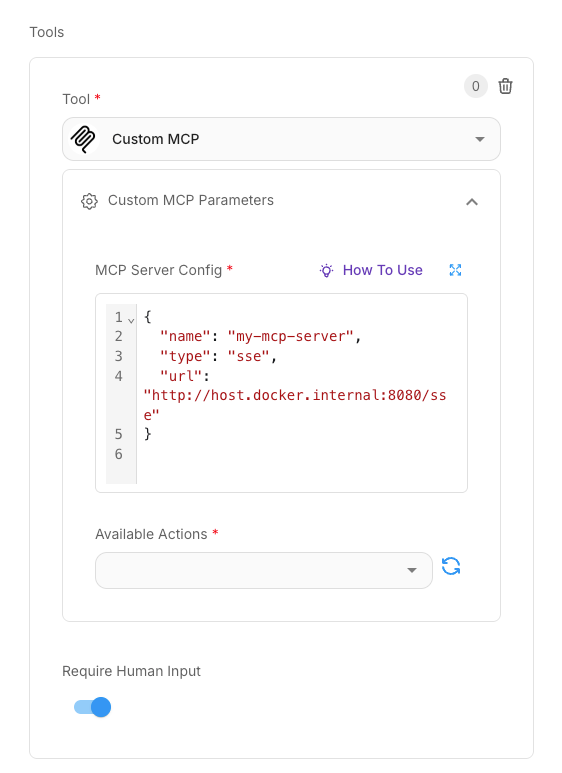 Tools
0
Tool *
Custom MCP
Custom MCP Parameters
MCP Server Config *
How To Use
1 {
2 "name": "my-mcp-server",
3 "type": "sse",
4 "url":
"http://host.docker.internal:8080/ss
e"
5 }
6
Available Actions *
Require Human Input